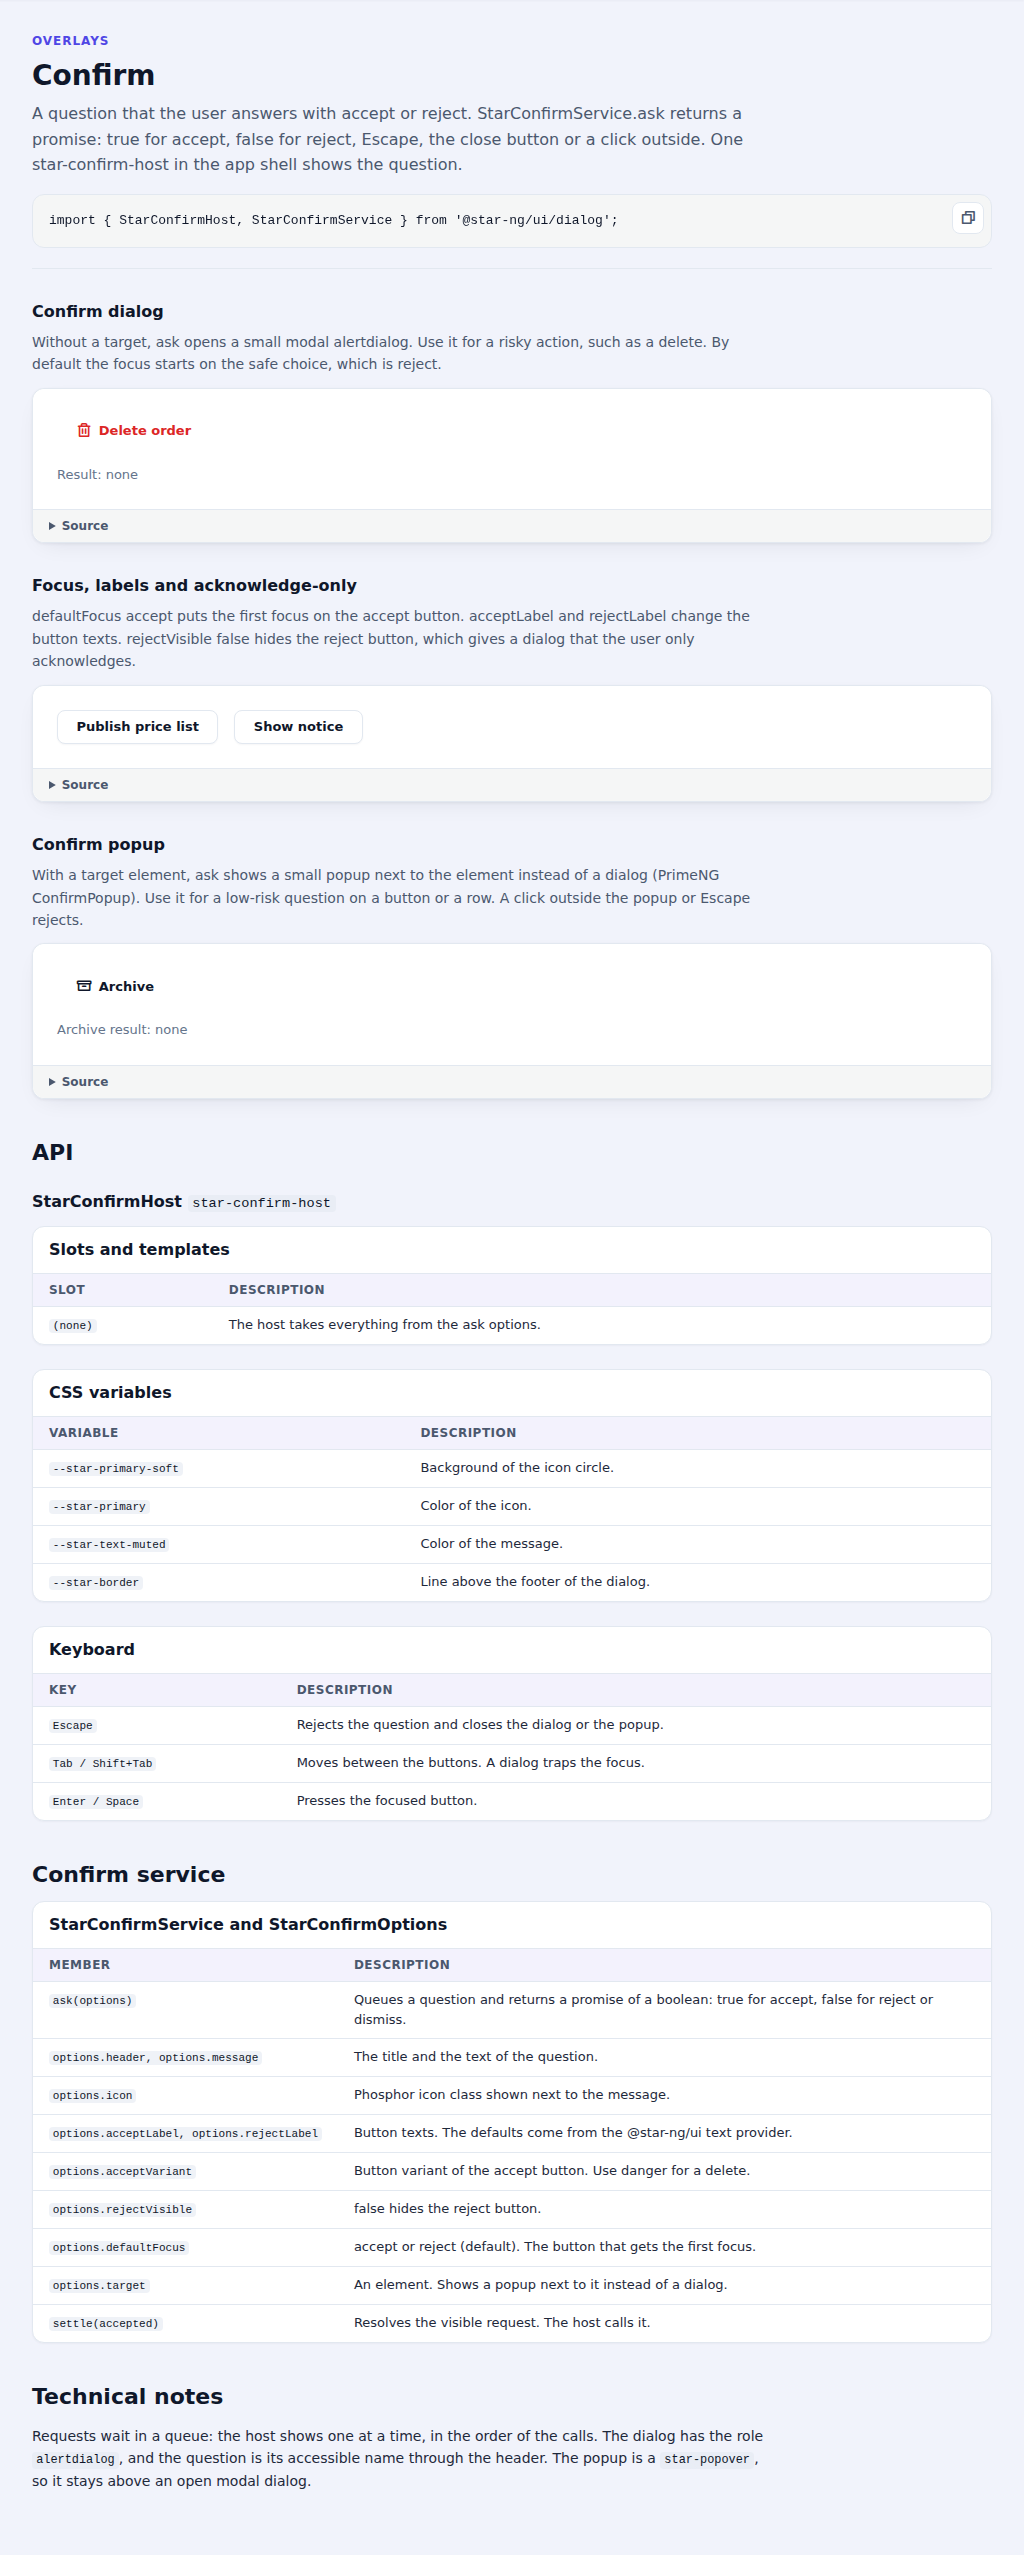 OVERLAYS
Confirm
A question that the user answers with accept or reject. StarConfirmService.ask returns a
promise: true for accept, false for reject, Escape, the close button or a click outside. One
star-confirm-host in the app shell shows the question.
import { StarConfirmHost, StarConfirmService } from '@star-ng/ui/dialog';
Confirm dialog
Without a target, ask opens a small modal alertdialog. Use it for a risky action, such as a delete. By
default the focus starts on the safe choice, which is reject.
Delete order
Result: none
Source
Focus, labels and acknowledge-only
defaultFocus accept puts the first focus on the accept button. acceptLabel and rejectLabel change the
button texts. rejectVisible false hides the reject button, which gives a dialog that the user only
acknowledges.
Publish price list Show notice
Source
Confirm popup
With a target element, ask shows a small popup next to the element instead of a dialog (PrimeNG
ConfirmPopup). Use it for a low-risk question on a button or a row. A click outside the popup or Escape
rejects.
Archive
Archive result: none
Source
API
StarConfirmHost star-confirm-host
Slots and templates
SLOT DESCRIPTION
(none) The host takes everything from the ask options.
CSS variables
VARIABLE DESCRIPTION
--star-primary-soft Background of the icon circle.
--star-primary Color of the icon.
--star-text-muted Color of the message.
--star-border Line above the footer of the dialog.
Keyboard
KEY DESCRIPTION
Escape Rejects the question and closes the dialog or the popup.
Tab / Shift+Tab Moves between the buttons. A dialog traps the focus.
Enter / Space Presses the focused button.
Confirm service
StarConfirmService and StarConfirmOptions
MEMBER DESCRIPTION
ask(options) Queues a question and returns a promise of a boolean: true for accept, false for reject or
dismiss.
options.header, options.message The title and the text of the question.
options.icon Phosphor icon class shown next to the message.
options.acceptLabel, options.rejectLabel Button texts. The defaults come from the @star-ng/ui text provider.
options.acceptVariant Button variant of the accept button. Use danger for a delete.
options.rejectVisible false hides the reject button.
options.defaultFocus accept or reject (default). The button that gets the first focus.
options.target An element. Shows a popup next to it instead of a dialog.
settle(accepted) Resolves the visible request. The host calls it.
Technical notes
Requests wait in a queue: the host shows one at a time, in the order of the calls. The dialog has the role
alertdialog, and the question is its accessible name through the header. The popup is a star-popover,
so it stays above an open modal dialog.